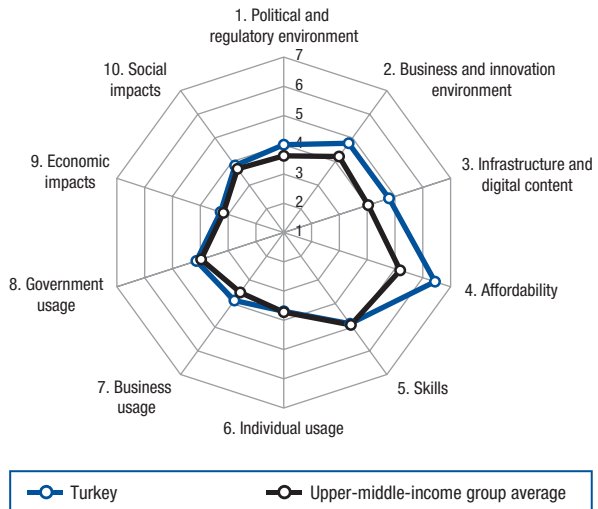 1. Political and
regulatory environment
2. Business and innovation
environment
3. Infrastructure and
digital content
4. Affordability
5. Skills
6. Individual usage
7. Business
usage
8. Government
usage
9. Economic
impacts
10. Social
impacts
7
6
5
4
3
2
1
Turkey
Upper-middle-income group average